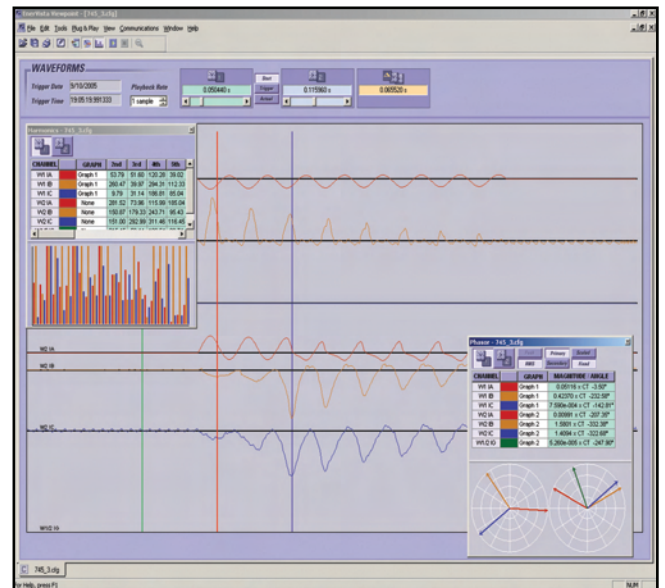 EnerVista Viewpoint - [745_3.cfg]
File Edit Tools Plug & Play View Communications Window Help
WAVEFORMS
Trigger Date 9/10/2005 Playback Rate
Trigger Time 19:05:19.991333 1 sample
Start
Trigger
Actual
0.050440 s 0.115960 s 0.065520 s
Harmonics - 745_3.cfg
CHANNEL GRAPH 2nd 3rd 4th 5th
W1 IA Graph 1 53.79 51.60 120.28 39.02
W1 IB Graph 1 260.47 39.97 294.31 112.33
W1 IC Graph 1 9.79 31.14 186.81 85.04
W2 IA None 281.52 73.96 115.99 185.04
W2 IB None 150.87 179.33 243.71 95.43
W2 IC None 151.00 202.99 311.46 116.45
W2 IA
W2 IB
W2 IC
W1/2 IG
Phasor - 745_3.cfg
Primary Scaled
RMS Secondary Fixed
CHANNEL GRAPH MAGNITUDE ANGLE
W1 IA Graph 1 0.05116 x CT -3.50°
W1 IB Graph 1 0.42370 x CT -232.58°
W1 IC Graph 1 7.590e-004 x CT -142.81°
W2 IA Graph 2 0.00891 x CT -207.35°
W2 IB Graph 2 1.5801 x CT -332.38°
W2 IC Graph 2 1.4094 x CT -322.68°
W1/2 IG Graph 2 5.260e-005 x CT -247.90°
745_3.cfg
For Help, press F1 NUM